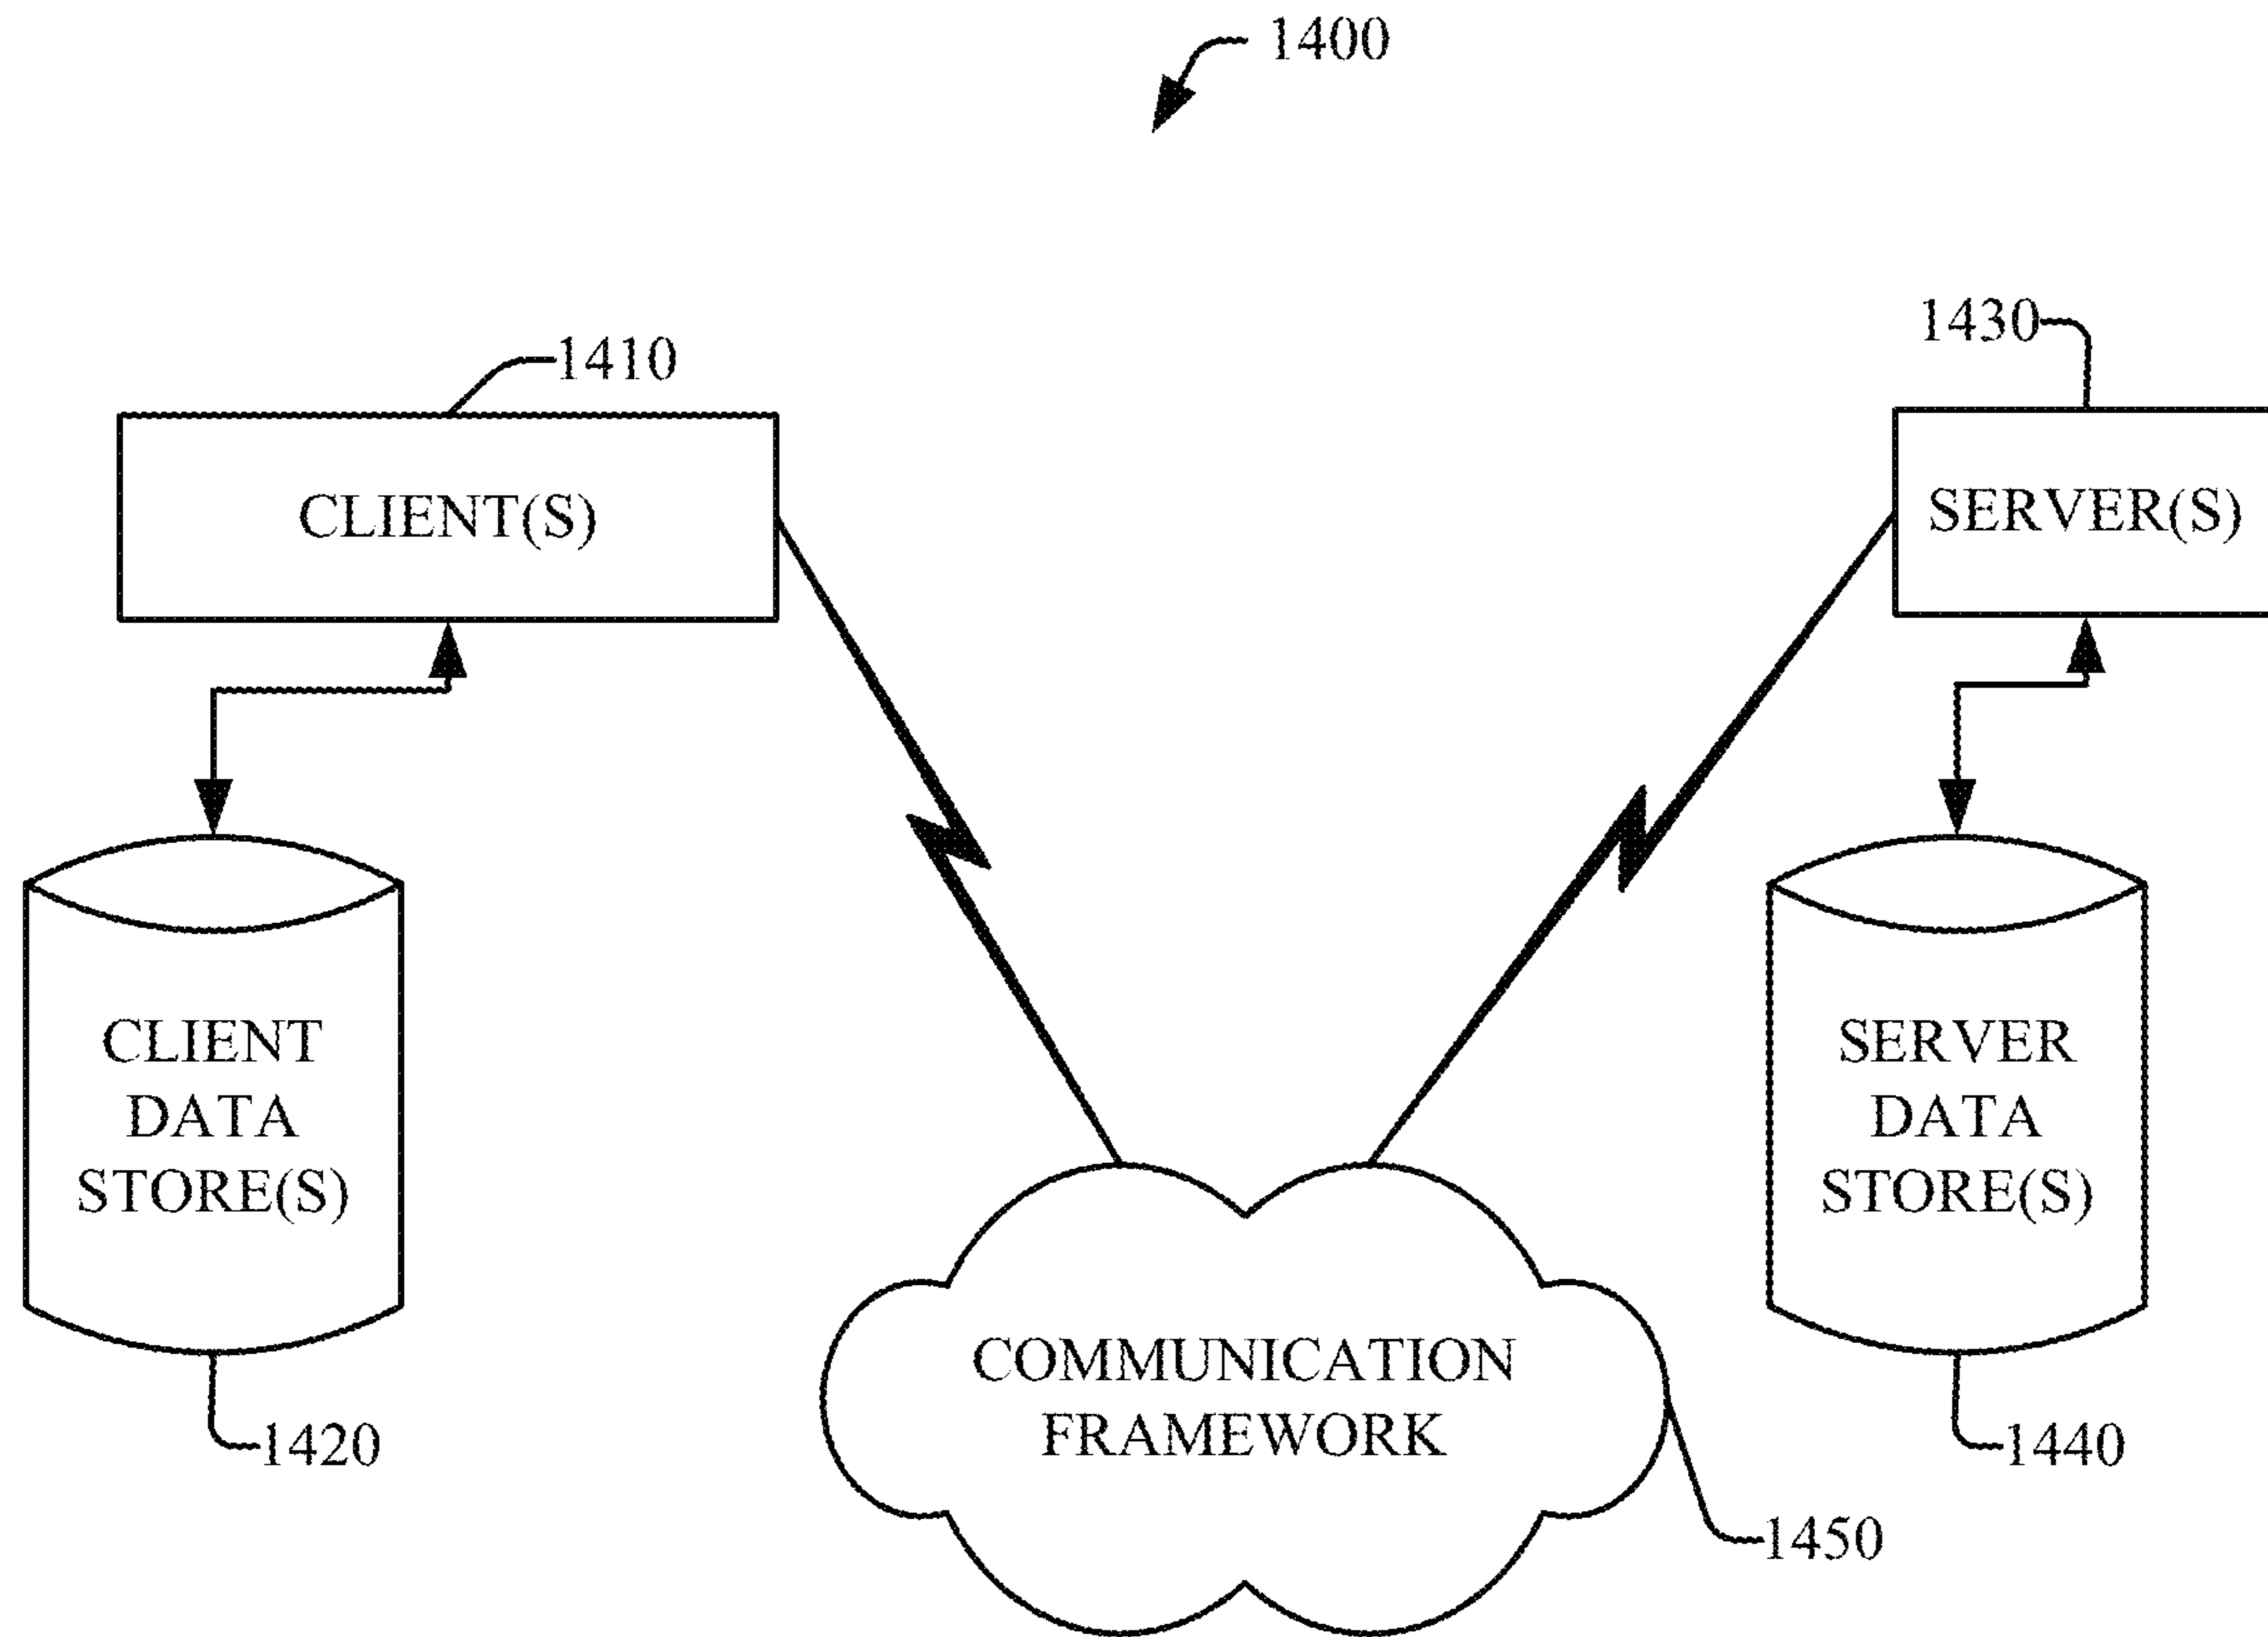 1400
1410
1430
CLIENT(S)
SERVER(S)
CLIENT
DATA
STORE(S)
SERVER
DATA
STORE(S)
COMMUNICATION
FRAMEWORK
1420
1440
1450